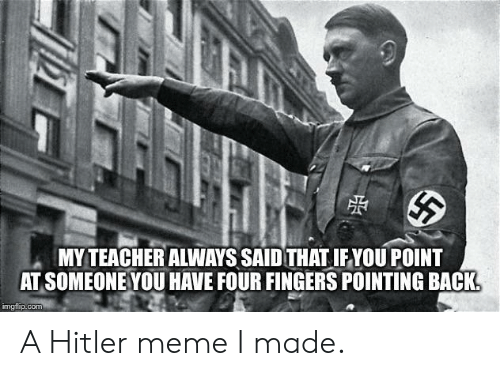 MY TEACHER ALWAYS SAID THAT IF YOU POINT
AT SOMEONE YOU HAVE FOUR FINGERS POINTING BACK.
imgflip.com
A Hitler meme I made.